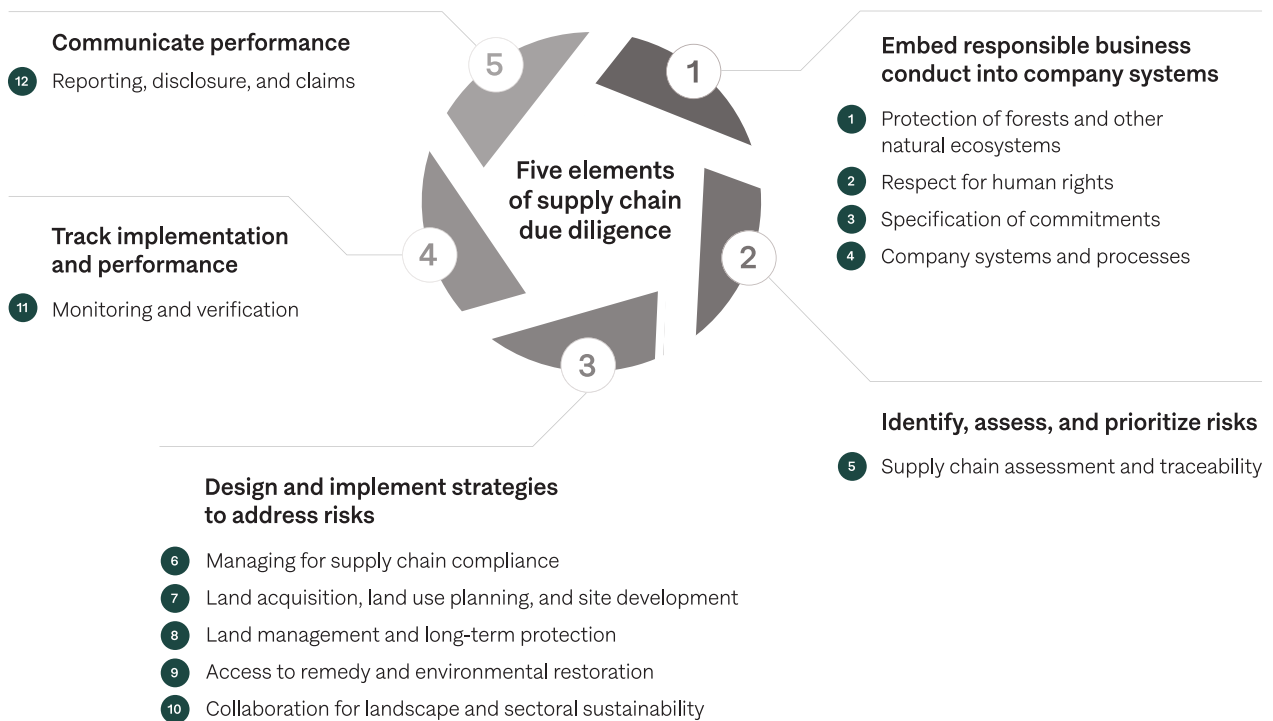 Five elements
of supply chain
due diligence
1
Embed responsible business
conduct into company systems
1 Protection of forests and other
natural ecosystems
2 Respect for human rights
3 Specification of commitments
4 Company systems and processes
2
Identify, assess, and prioritize risks
5 Supply chain assessment and traceability
3
Design and implement strategies
to address risks
6 Managing for supply chain compliance
7 Land acquisition, land use planning, and site development
8 Land management and long-term protection
9 Access to remedy and environmental restoration
10 Collaboration for landscape and sectoral sustainability
4
Track implementation
and performance
11 Monitoring and verification
5
Communicate performance
12 Reporting, disclosure, and claims